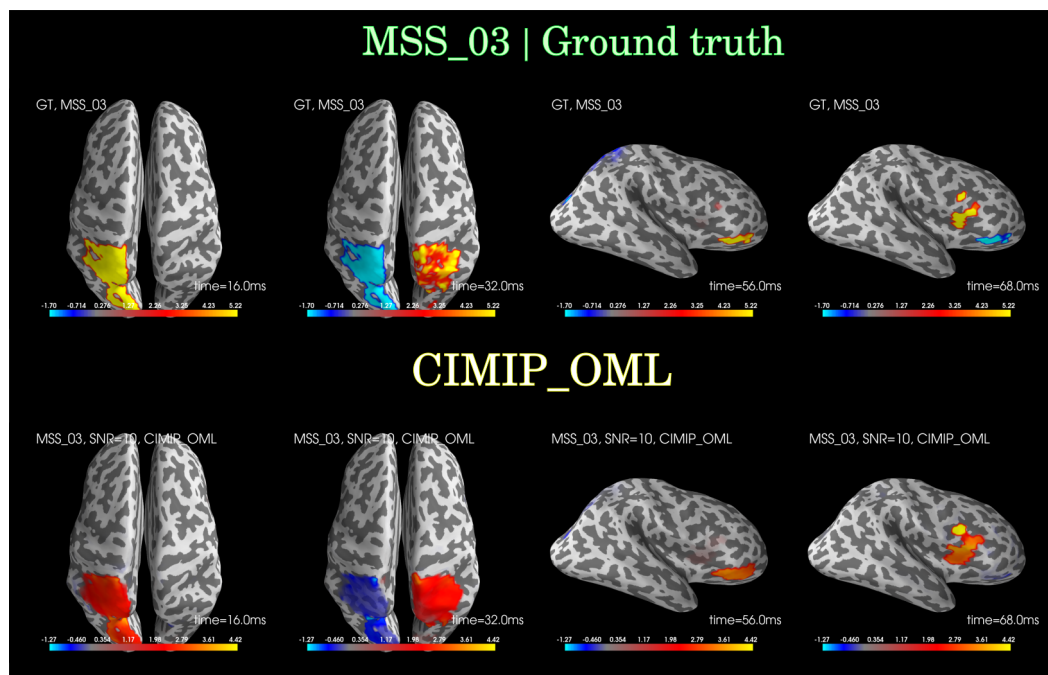 MSS_03 | Ground truth
GT, MSS_03
GT, MSS_03
GT, MSS_03
GT, MSS_03
time=16.0ms
time=32.0ms
time=56.0ms
time=68.0ms
-1.70 -0.714 0.276 1.27 2.26 3.25 4.23 5.22
-1.70 -0.714 0.276 1.27 2.26 3.25 4.23 5.22
-1.70 -0.714 0.276 1.27 2.26 3.25 4.23 5.22
-1.70 -0.714 0.276 1.27 2.26 3.25 4.23 5.22
CIMIP_OML
MSS_03, SNR=10, CIMIP_OML
MSS_03, SNR=10, CIMIP_OML
MSS_03, SNR=10, CIMIP_OML
MSS_03, SNR=10, CIMIP_OML
time=16.0ms
time=32.0ms
time=56.0ms
time=68.0ms
-1.27 -0.460 0.354 1.17 1.98 2.79 3.61 4.42
-1.27 -0.460 0.354 1.17 1.98 2.79 3.61 4.42
-1.27 -0.460 0.354 1.17 1.98 2.79 3.61 4.42
-1.27 -0.460 0.354 1.17 1.98 2.79 3.61 4.42